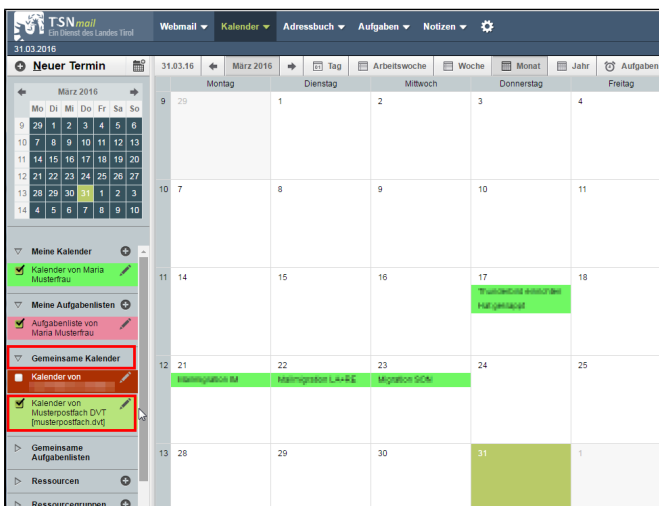 TSNmail
Ein Dienst des Landes Tirol
Webmail Kalender Adressbuch Aufgaben Notizen
31.03.2016
Neuer Termin
31.03.16 März 2016 Tag Arbeitswoche Woche Monat Jahr Aufgaben
Montag Dienstag Mittwoch Donnerstag Freitag
März 2016
Mo Di Mi Do Fr Sa So
9 29 1 2 3 4 5 6
10 7 8 9 10 11 12 13
11 14 15 16 17 18 19 20
12 21 22 23 24 25 26 27
13 28 29 30 31 1 2 3
14 4 5 6 7 8 9 10
Meine Kalender
Kalender von Maria
Musterfrau
Meine Aufgabenlisten
Aufgabenliste von
Maria Musterfrau
Gemeinsame Kalender
Kalender von
Kalender von
Musterpostfach DVT
[musterpostfach.dvt]
Gemeinsame
Aufgabenlisten
Ressourcen
Ressourcegruppen
9 29 1 2 3 4
10 7 8 9 10 11
11 14 15 16 17 18
12 21 22 23 24 25
13 28 29 30 31 1